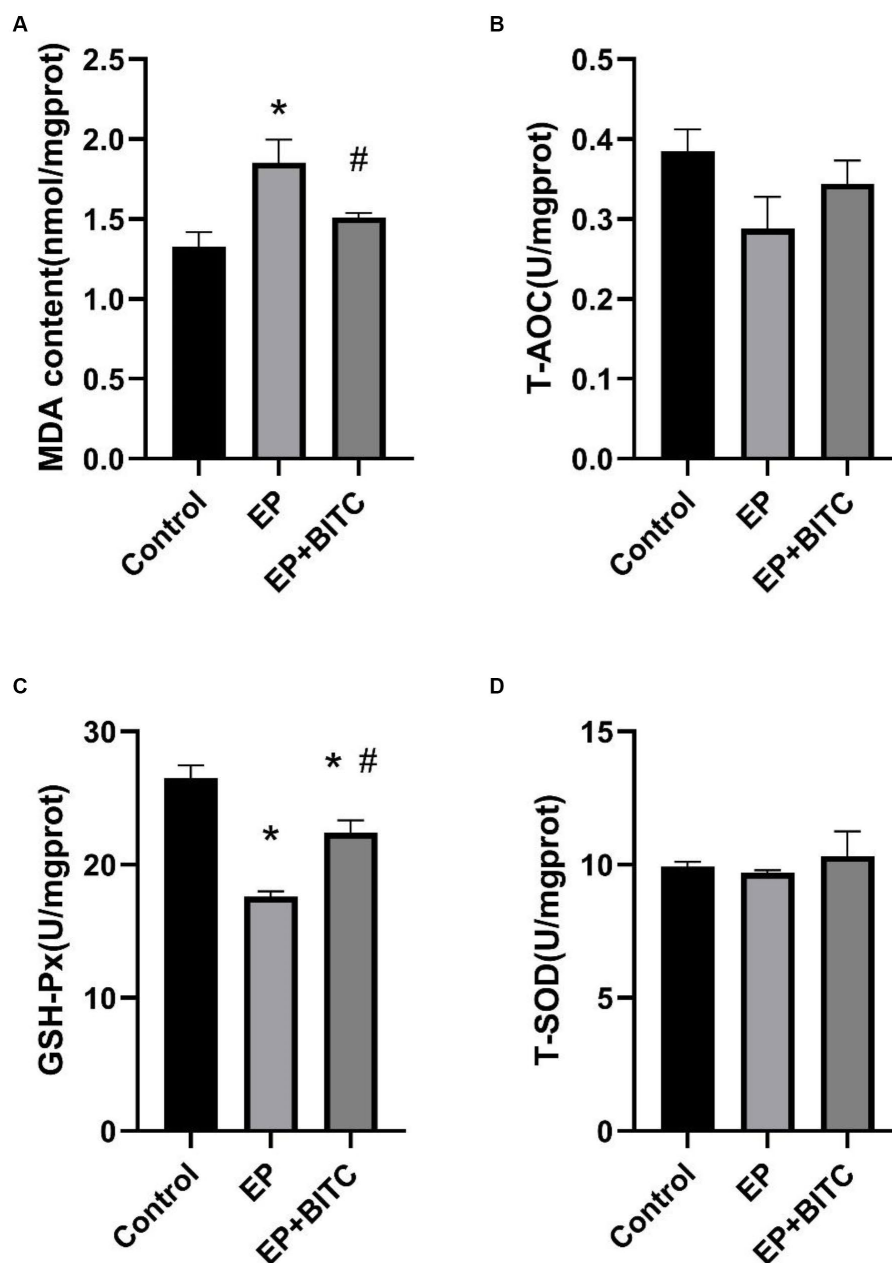 A
MDA content(nmol/mgprot)
2.5
2.0
1.5
1.0
0.5
0.0
*
#
Control
EP
EP+BITC
B
T-AOC(U/mgprot)
0.5
0.4
0.3
0.2
0.1
0.0
Control
EP
EP+BITC
C
GSH-Px(U/mgprot)
30
20
10
0
*
* #
Control
EP
EP+BITC
D
T-SOD(U/mgprot)
15
10
5
0
Control
EP
EP+BITC